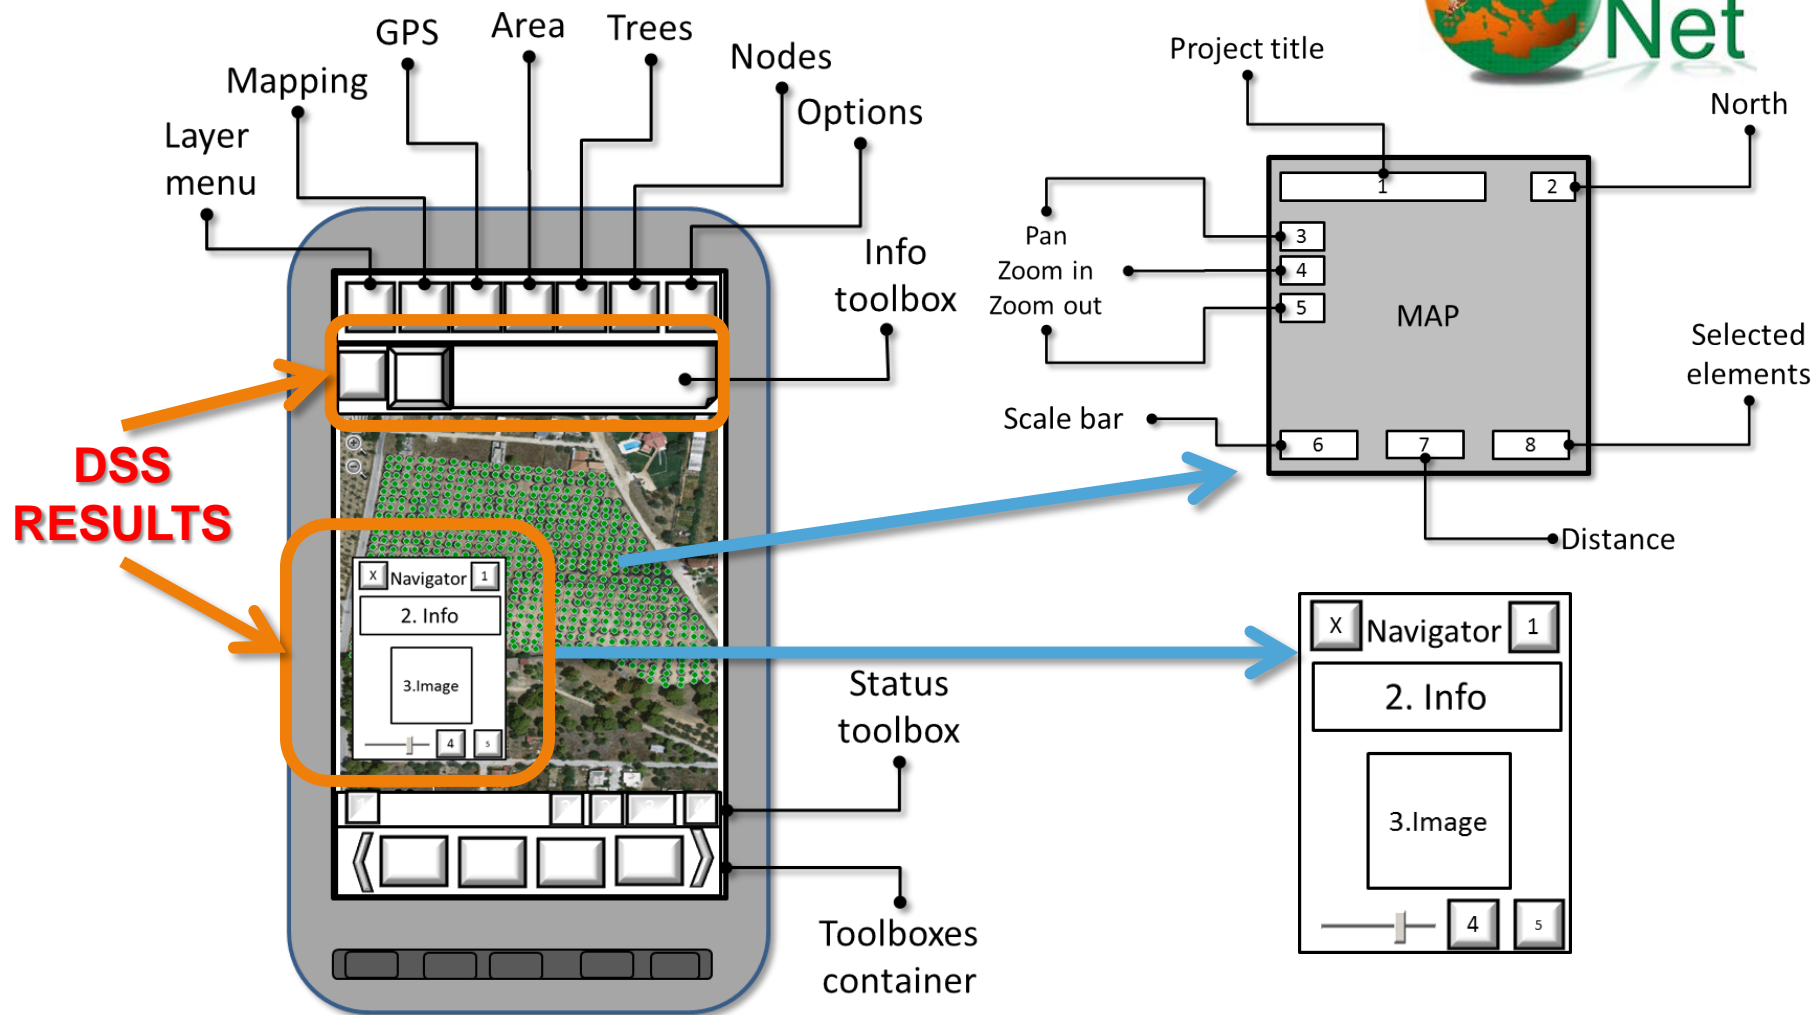 Net
GPS
Area
Trees
Nodes
Mapping
Options
Layer
menu
Info
toolbox
DSS
RESULTS
X
Navigator
1
2. Info
3.Image
4
5
Status
toolbox
Toolboxes
container
Project title
North
1
2
Pan
3
Zoom in
4
Zoom out
5
MAP
Selected
elements
Scale bar
6
7
8
Distance
X
Navigator
1
2. Info
3.Image
4
5